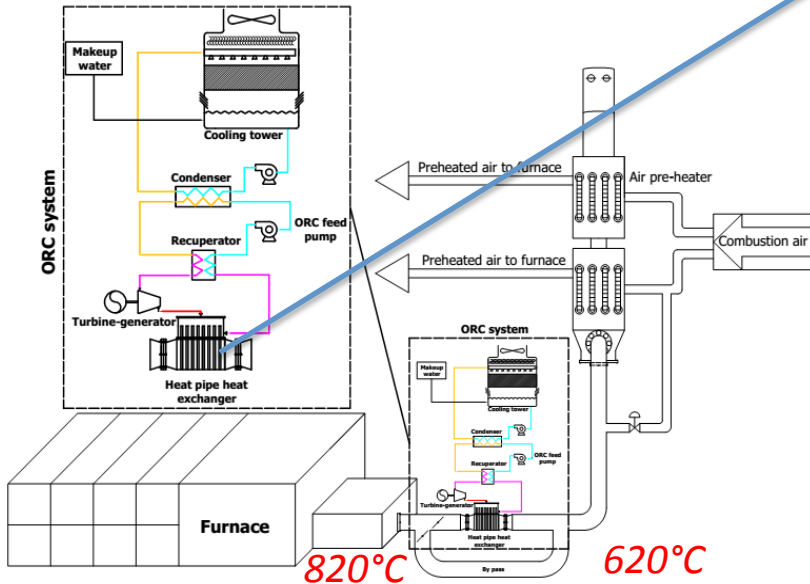 Makeup
water
Cooling tower
Condenser
ORC feed
pump
Recuperator
Turbine-generator
Heat pipe heat
exchanger
ORC system
Preheated air to furnace
Air pre-heater
Combustion air
Preheated air to furnace
ORC system
Makeup
water
Cooling tower
Condenser
ORC feed
pump
Recuperator
Turbine-generator
Heat pipe heat
exchanger
By pass
Furnace
820°C
620°C